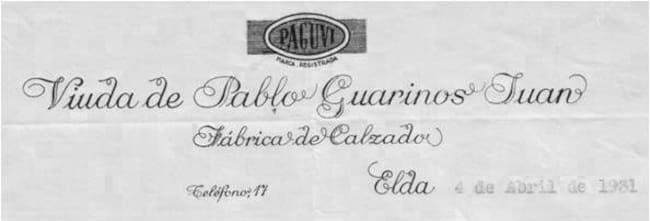 PAGUVI
MARCA REGISTRADA
Viuda de Pablo Guarinos Juan
Fábrica de Calzado
Teléfono, 17
Elda 4 de Abril de 1931